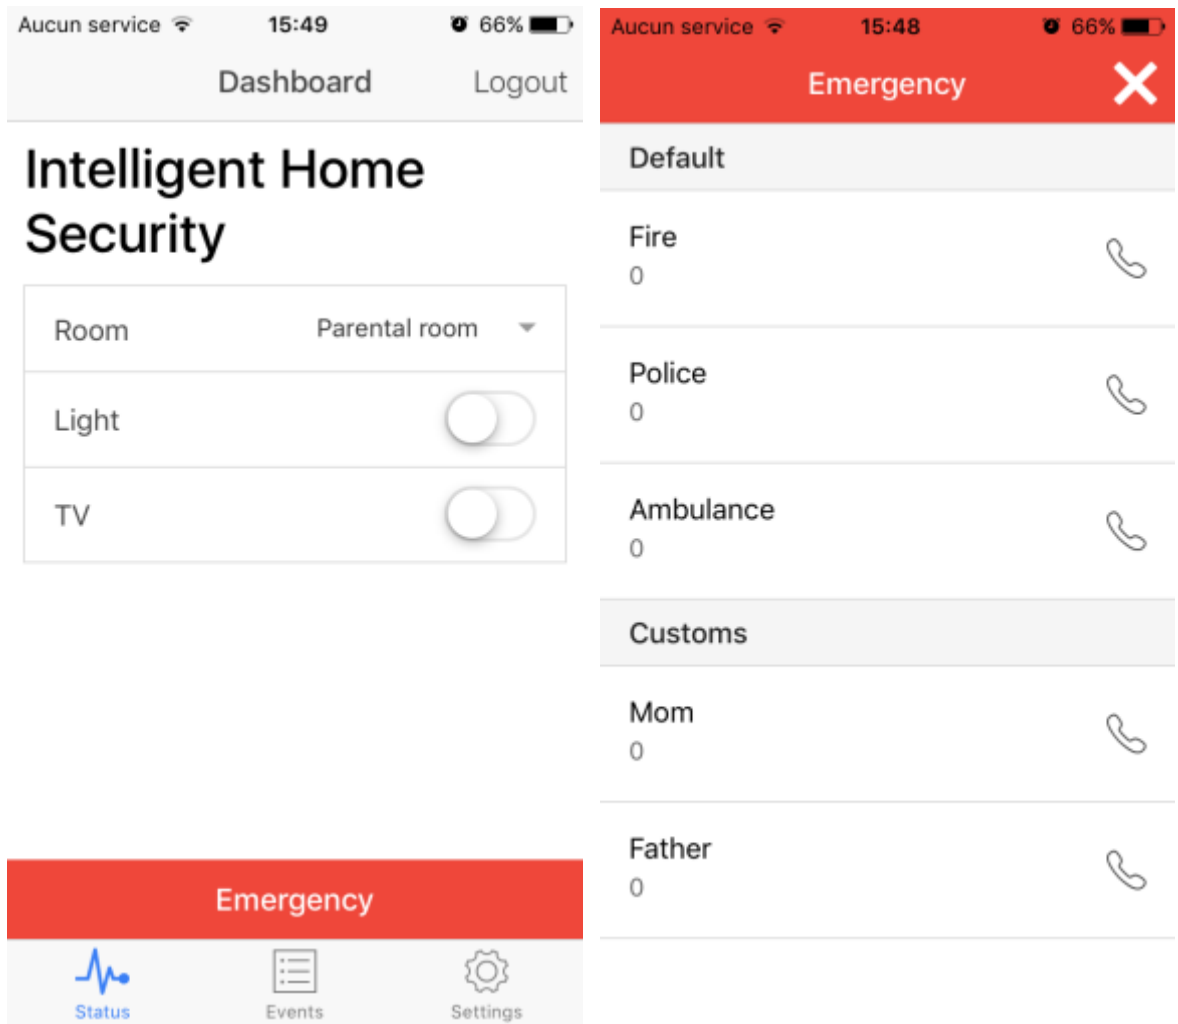 Aucun service 15:49 66%
Dashboard Logout
Intelligent Home
Security
Room Parental room
Light
TV
Emergency
Status Events Settings
Aucun service 15:48 66%
Emergency
Default
Fire
0
Police
0
Ambulance
0
Customs
Mom
0
Father
0